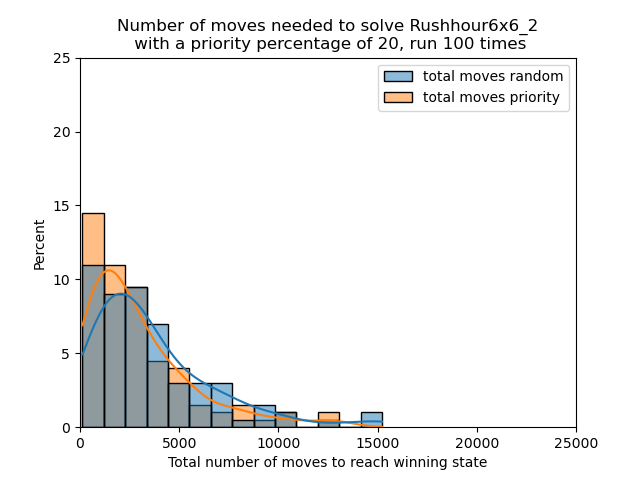 Number of moves needed to solve Rushhour6x6_2
with a priority percentage of 20, run 100 times
total moves random
total moves priority
25
20
15
10
5
0
Percent
0 5000 10000 15000 20000 25000
Total number of moves to reach winning state